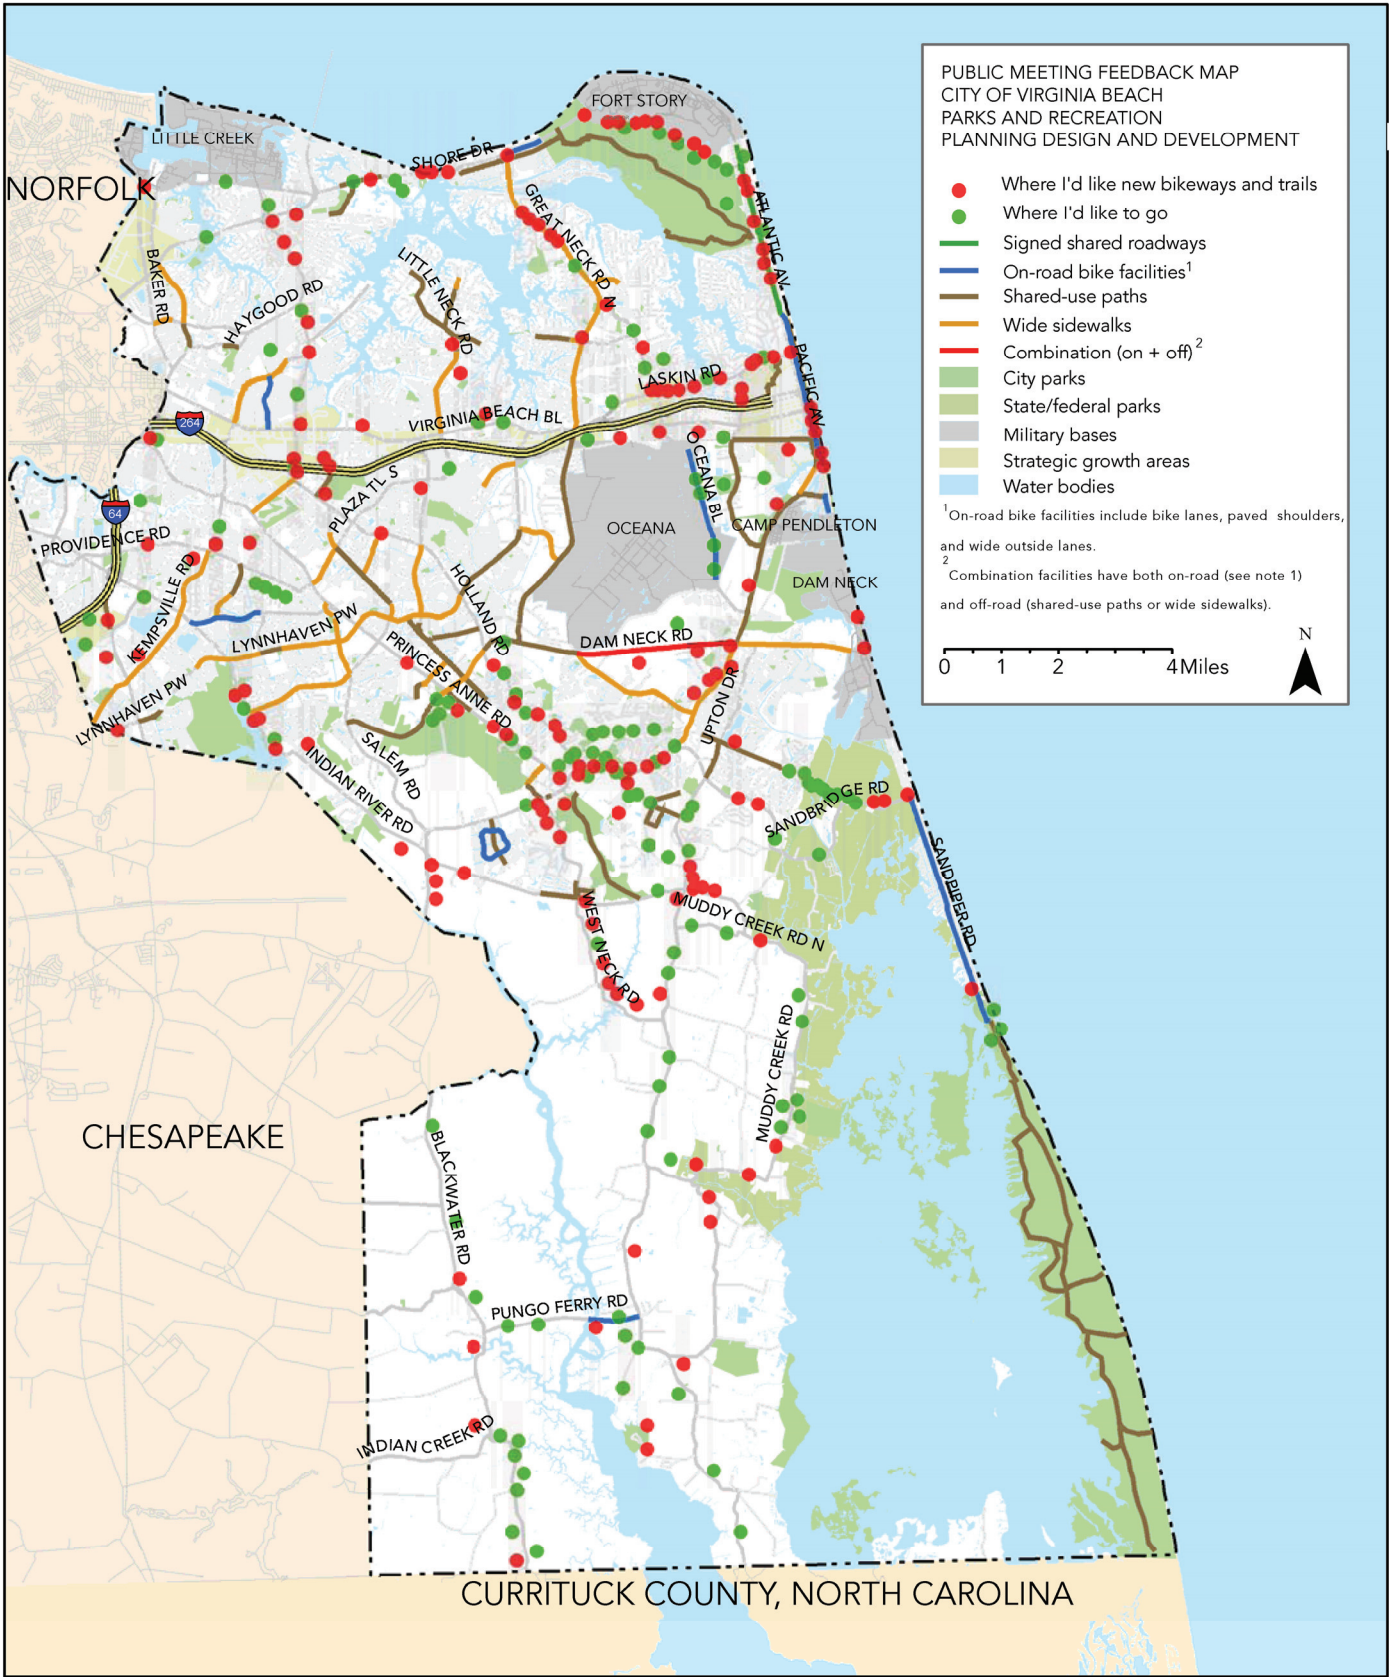 PUBLIC MEETING FEEDBACK MAP
CITY OF VIRGINIA BEACH
PARKS AND RECREATION
PLANNING DESIGN AND DEVELOPMENT
Where I'd like new bikeways and trails
Where I'd like to go
Signed shared roadways
On-road bike facilities1
Shared-use paths
Wide sidewalks
Combination (on + off) 2
City parks
State/federal parks
Military bases
Strategic growth areas
Water bodies
1On-road bike facilities include bike lanes, paved shoulders,
and wide outside lanes.
2
Combination facilities have both on-road (see note 1)
and off-road (shared-use paths or wide sidewalks).
N
0 1 2 4 Miles
FORT STORY
LITTLE CREEK
SHORE DR
NORFOLK
GREAT NECK RD N
ATLANTIC AV
BAKER RD
LITTLE NECK RD
HAYGOOD RD
PACIFIC AV
LASKIN RD
VIRGINIA BEACH BL
264
OCEANA BL
PLAZA TL S
64
OCEANA
CAMP PENDLETON
PROVIDENCE RD
DAM NECK
KEMPSVILLE RD
HOLLAND RD
LYNNHAVEN PW
DAM NECK RD
PRINCESS ANNE RD
UPTON DR
LYNNHAVEN PW
SALEM RD
INDIAN RIVER RD
SANDBRIDGE RD
SANDPIPER RD
WEST NECK RD
MUDDY CREEK RD N
MUDDY CREEK RD
CHESAPEAKE
BLACKWATER RD
PUNGO FERRY RD
INDIAN CREEK RD
CURRITUCK COUNTY, NORTH CAROLINA